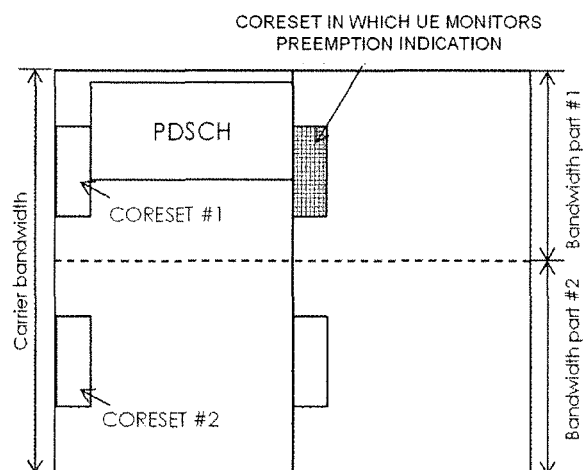 CORESET IN WHICH UE MONITORS
PREEMPTION INDICATION
PDSCH
CORESET #1
CORESET #2
Carrier bandwidth
Bandwidth part #1
Bandwidth part #2